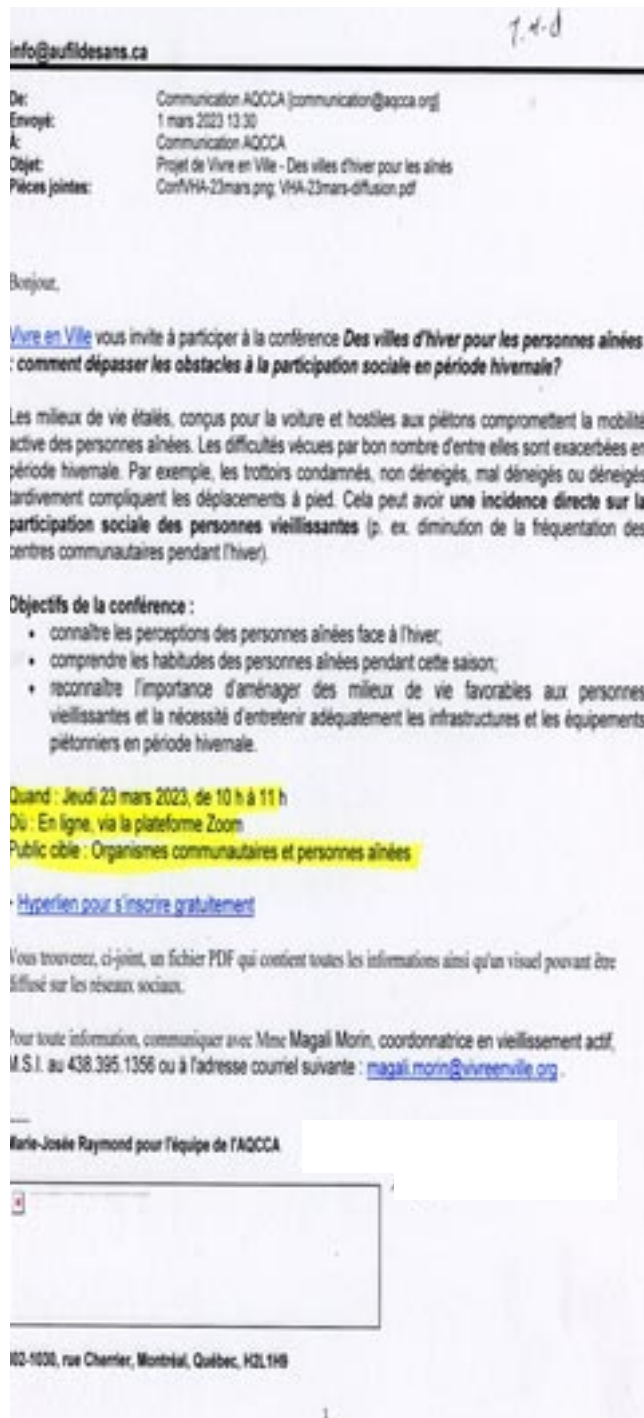 7.4-d
info@aufildesans.ca
De: Communication AQCCA [communication@aqcca.org]
Envoyé: 1 mars 2023 13:30
À: Communication AQCCA
Objet: Projet de Vivre en Ville - Des villes d'hiver pour les aînés
Pièces jointes: ConfVHA-23mars.png; VHA-23mars-diffusion.pdf
Bonjour,
Vivre en Ville vous invite à participer à la conférence Des villes d'hiver pour les personnes aînées
: comment dépasser les obstacles à la participation sociale en période hivernale?
Les milieux de vie étalés, conçus pour la voiture et hostiles aux piétons compromettent la mobilité
active des personnes aînées. Les difficultés vécues par bon nombre d'entre elles sont exacerbées en
période hivernale. Par exemple, les trottoirs condamnés, non déneigés, mal déneigés ou déneigés
tardivement compliquent les déplacements à pied. Cela peut avoir une incidence directe sur la
participation sociale des personnes vieillissantes (p. ex. diminution de la fréquentation des
centres communautaires pendant l'hiver).
Objectifs de la conférence :
• connaître les perceptions des personnes aînées face à l'hiver;
• comprendre les habitudes des personnes aînées pendant cette saison;
• reconnaître l'importance d'aménager des milieux de vie favorables aux personnes
vieillissantes et la nécessité d'entretenir adéquatement les infrastructures et les équipements
piétonniers en période hivernale.
Quand : Jeudi 23 mars 2023, de 10 h à 11 h
Où : En ligne, via la plateforme Zoom
Public cible : Organismes communautaires et personnes aînées
- Hyperlien pour s'inscrire gratuitement
Vous trouverez, ci-joint, un fichier PDF qui contient toutes les informations ainsi qu'un visuel pouvant être
diffusé sur les réseaux sociaux.
Pour toute information, communiquer avec Mme Magali Morin, coordonnatrice en vieillissement actif,
M.S.I. au 438.395.1356 ou à l'adresse courriel suivante : magali.morin@vivreenville.org .
Marie-Josée Raymond pour l'équipe de l'AQCCA
02-1030, rue Cherrier, Montréal, Québec, H2L1H9
1